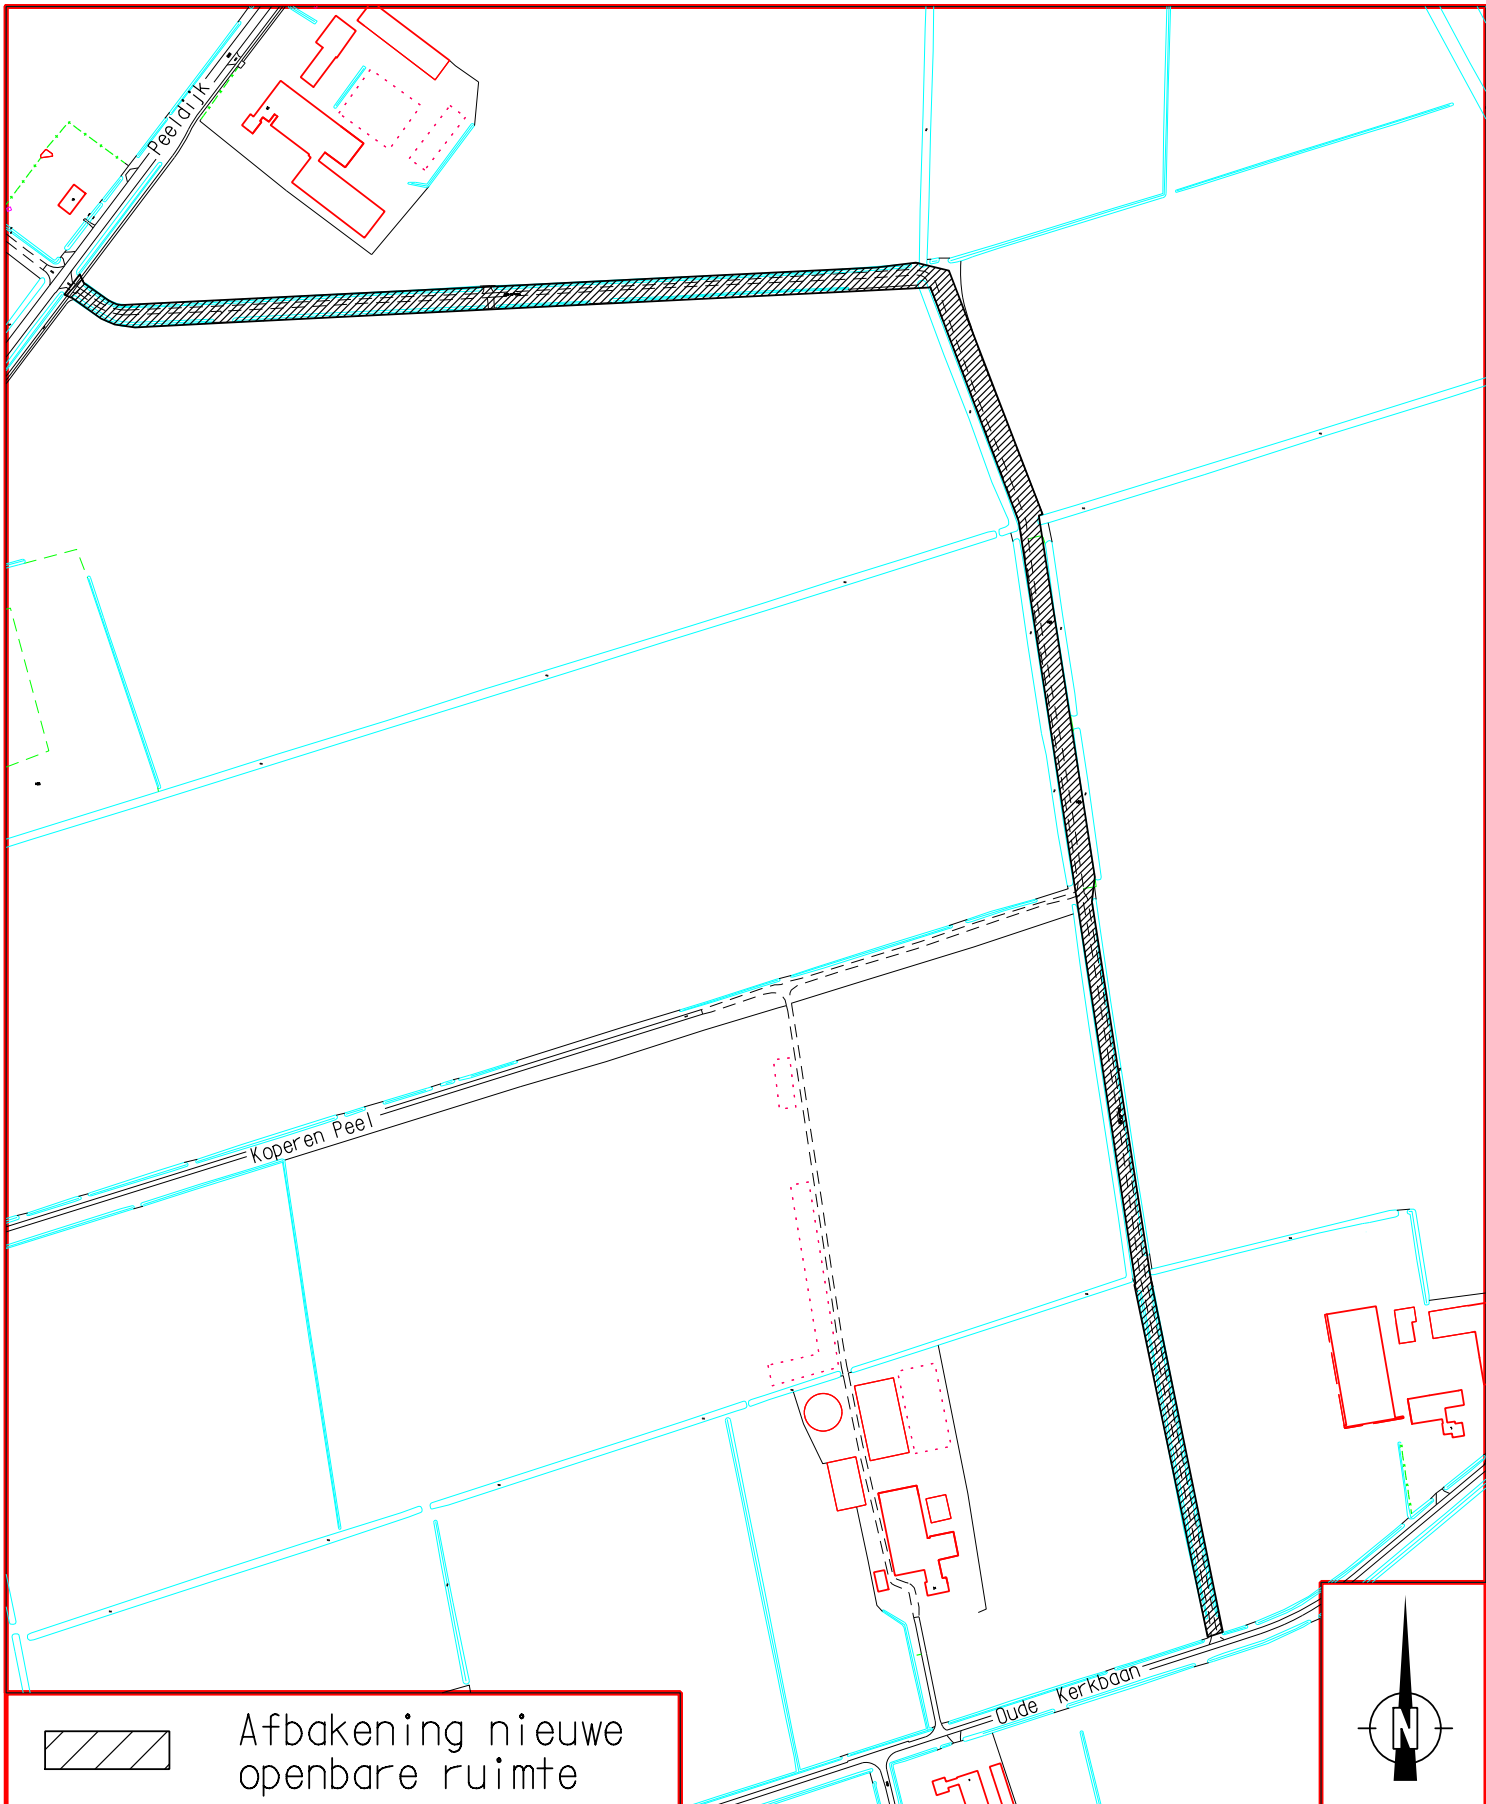 Peeldijk
Koperen Peel
Oude Kerkbaan
Afbakening nieuwe
openbare ruimte
N